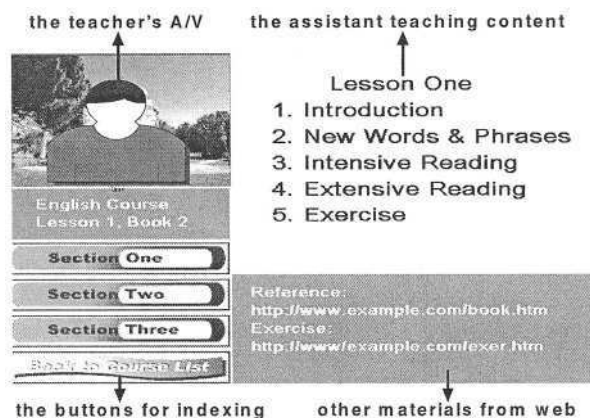 the teacher's A/V
the assistant teaching content
Lesson One
1. Introduction
2. New Words & Phrases
3. Intensive Reading
4. Extensive Reading
5. Exercise
English Course
Lesson 1, Book 2
Section One
Section Two
Section Three
Back to Course List
Reference:
http://www.example.com/book.htm
Exercise:
http://www/example.com/exer.htm
the buttons for indexing
other materials from web